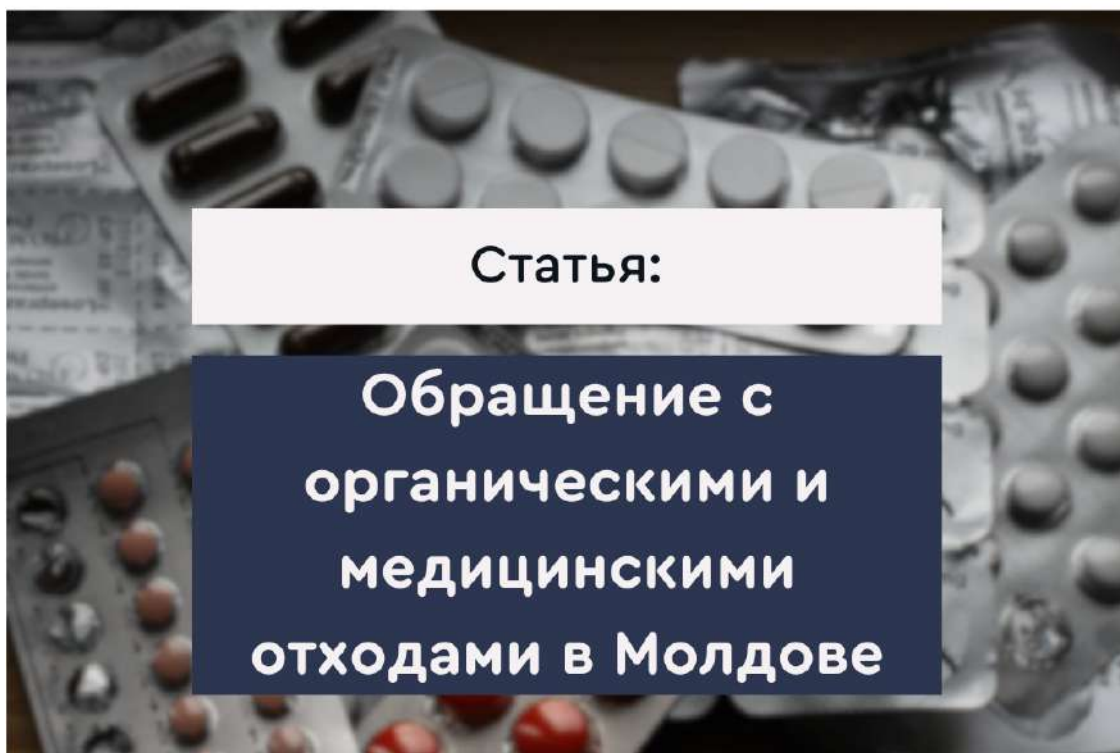 Статья:
Обращение с
органическими и
медицинскими
отходами в Молдове